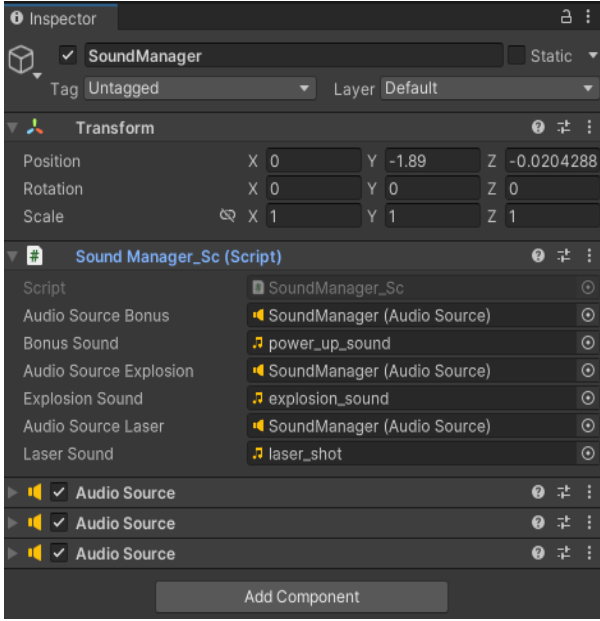 Inspector
SoundManager Static
Tag Untagged Layer Default
Transform
Position X 0 Y -1.89 Z -0.0204288
Rotation X 0 Y 0 Z 0
Scale X 1 Y 1 Z 1
# Sound Manager_Sc (Script)
Script # SoundManager_Sc
Audio Source Bonus SoundManager (Audio Source)
Bonus Sound power_up_sound
Audio Source Explosion SoundManager (Audio Source)
Explosion Sound explosion_sound
Audio Source Laser SoundManager (Audio Source)
Laser Sound laser_shot
Audio Source
Audio Source
Audio Source
Add Component